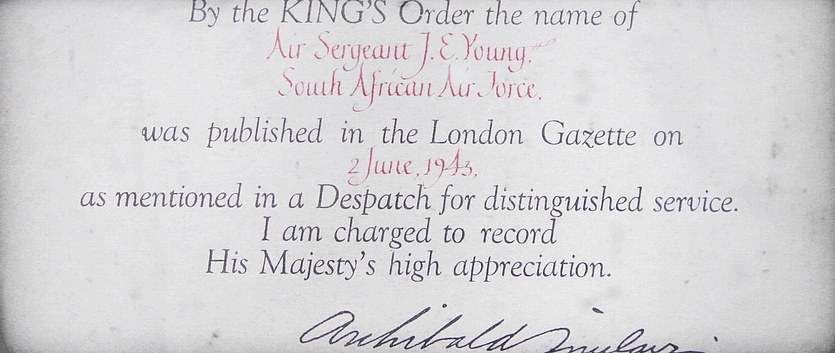 By the KING'S Order the name of
Air Sergeant J.E.Young,
South African Air Force,
was published in the London Gazette on
2 June, 1943,
as mentioned in a Despatch for distinguished service.
I am charged to record
His Majesty's high appreciation.
Archibald Sinclair